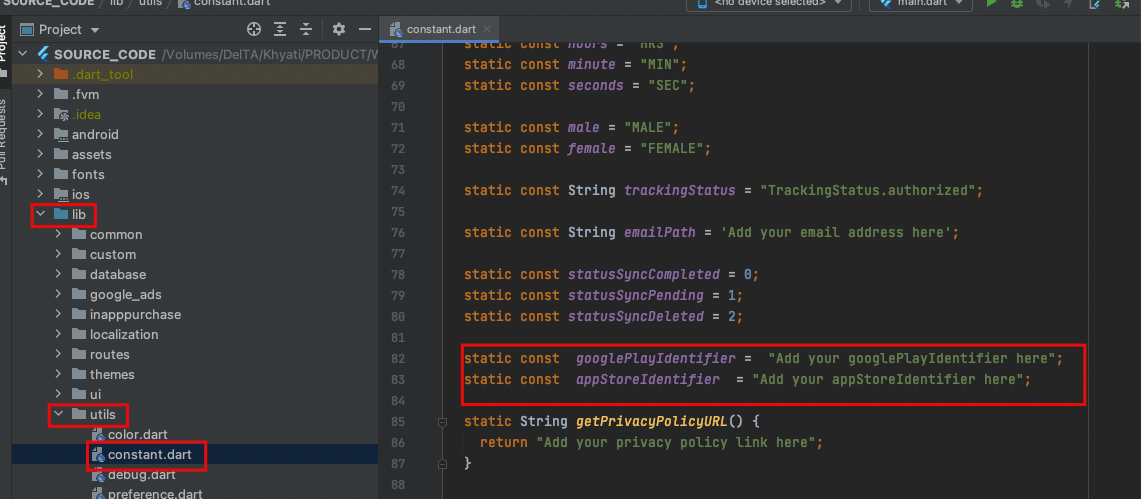 SOURCE_CODE › lib › utils › constant.dart
<no device selected>
main.dart
Project
Project
Pull Requests
SOURCE_CODE /Volumes/DelTA/Khyati/PRODUCT/W
.dart_tool
.fvm
.idea
android
assets
fonts
ios
lib
common
custom
database
google_ads
inapppurchase
localization
routes
themes
ui
utils
color.dart
constant.dart
debug.dart
preference.dart
constant.dart
67 static const hours = "HRS";
68 static const minute = "MIN";
69 static const seconds = "SEC";
70
71 static const male = "MALE";
72 static const female = "FEMALE";
73
74 static const String trackingStatus = "TrackingStatus.authorized";
75
76 static const String emailPath = 'Add your email address here';
77
78 static const statusSyncCompleted = 0;
79 static const statusSyncPending = 1;
80 static const statusSyncDeleted = 2;
81
82 static const  googlePlayIdentifier =  "Add your googlePlayIdentifier here";
83 static const  appStoreIdentifier  = "Add your appStoreIdentifier here";
84
85 static String getPrivacyPolicyURL() {
86 return "Add your privacy policy link here";
87 }
88